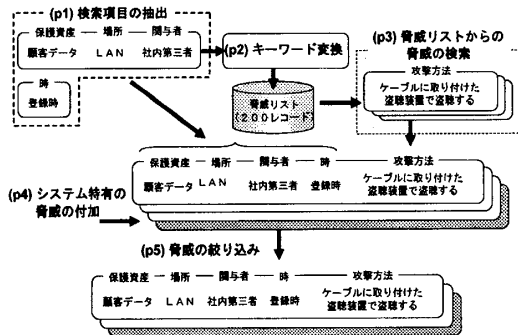 (p1) 検索項目の抽出
保護資産 ― 場所 ― 関与者
顧客データ LAN 社内第三者
時
登録時
(p2) キーワード変換
脅威リスト
(200レコード)
(p3) 脅威リストからの
脅威の検索
攻撃方法
ケーブルに取り付けた
盗聴装置で盗聴する
保護資産 ― 場所 ― 関与者 ― 時 攻撃方法
顧客データ LAN 社内第三者 登録時 ケーブルに取り付けた
盗聴装置で盗聴する
(p4) システム特有の
脅威の付加
(p5) 脅威の絞り込み
保護資産 ― 場所 ― 関与者 ― 時 ― 攻撃方法
顧客データ LAN 社内第三者 登録時 ケーブルに取り付けた
盗聴装置で盗聴する